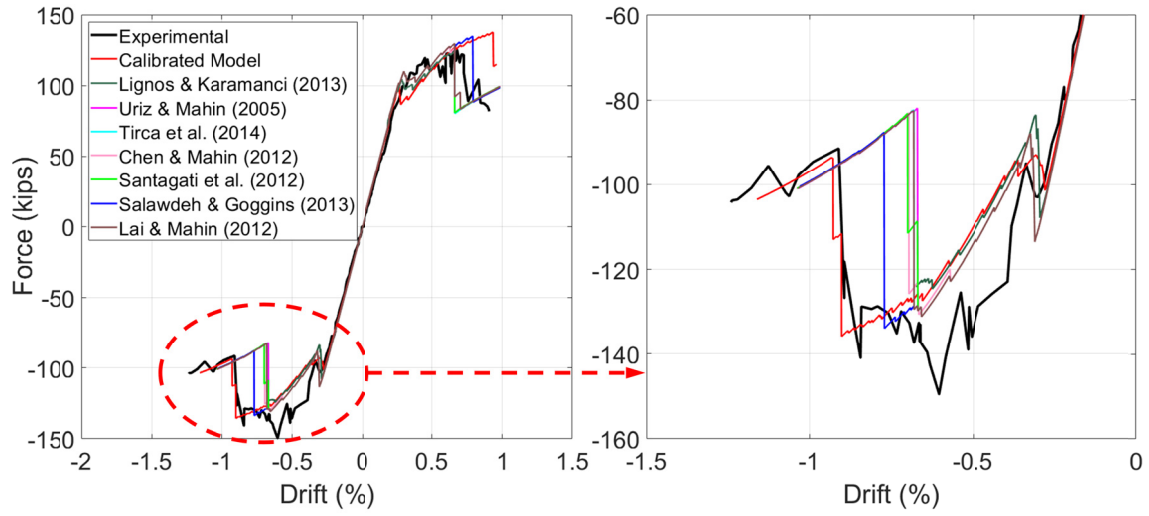 150
100
50
0
-50
-100
-150
Force (kips)
Experimental
Calibrated Model
Lignos & Karamanci (2013)
Uriz & Mahin (2005)
Tirca et al. (2014)
Chen & Mahin (2012)
Santagati et al. (2012)
Salawdeh & Goggins (2013)
Lai & Mahin (2012)
-2 -1.5 -1 -0.5 0 0.5 1 1.5
Drift (%)
-60
-80
-100
-120
-140
-160
-1.5 -1 -0.5 0
Drift (%)